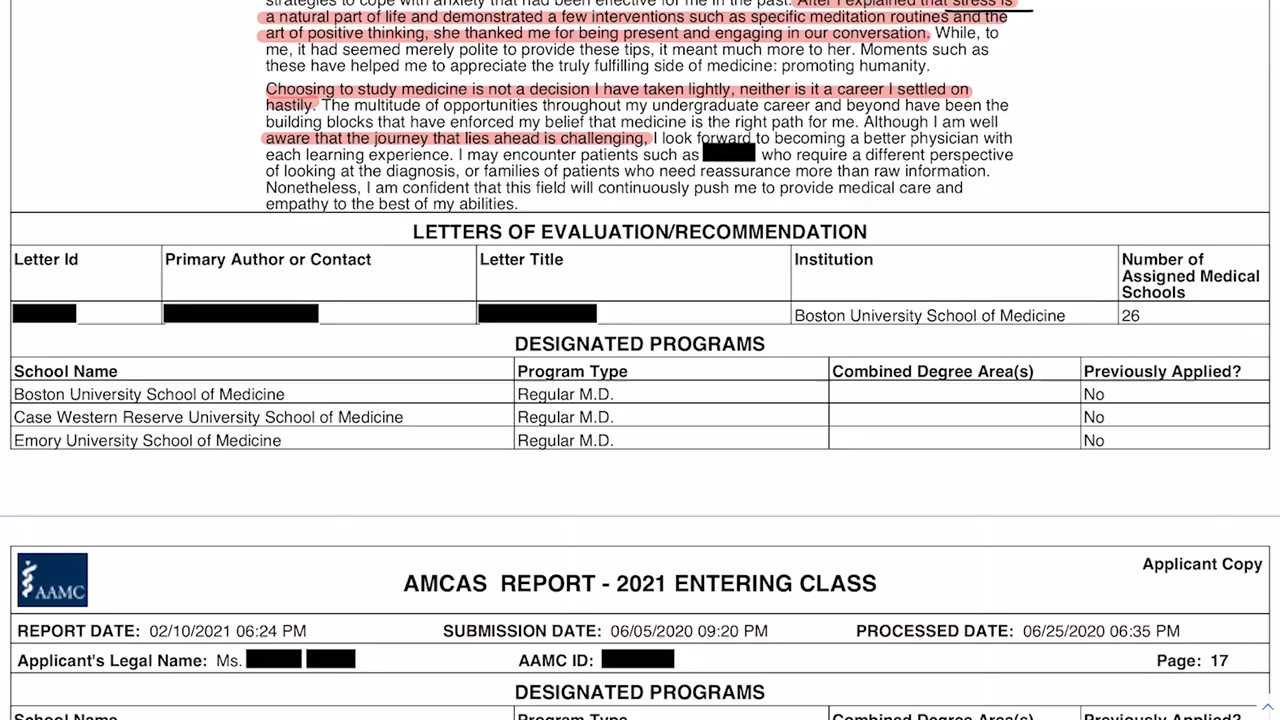 strategies to cope with anxiety that had been effective for me in the past. After I explained that stress is
a natural part of life and demonstrated a few interventions such as specific meditation routines and the
art of positive thinking, she thanked me for being present and engaging in our conversation. While, to
me, it had seemed merely polite to provide these tips, it meant much more to her. Moments such as
these have helped me to appreciate the truly fulfilling side of medicine: promoting humanity.
Choosing to study medicine is not a decision I have taken lightly, neither is it a career I settled on
hastily. The multitude of opportunities throughout my undergraduate career and beyond have been the
building blocks that have enforced my belief that medicine is the right path for me. Although I am well
aware that the journey that lies ahead is challenging, I look forward to becoming a better physician with
each learning experience. I may encounter patients such as who require a different perspective
of looking at the diagnosis, or families of patients who need reassurance more than raw information.
Nonetheless, I am confident that this field will continuously push me to provide medical care and
empathy to the best of my abilities.
LETTERS OF EVALUATION/RECOMMENDATION
Letter Id Primary Author or Contact Letter Title Institution Number of
Assigned Medical
Schools
Boston University School of Medicine 26
DESIGNATED PROGRAMS
School Name Program Type Combined Degree Area(s) Previously Applied?
Boston University School of Medicine Regular M.D. No
Case Western Reserve University School of Medicine Regular M.D. No
Emory University School of Medicine Regular M.D. No
Applicant Copy
AAMC
AMCAS REPORT - 2021 ENTERING CLASS
REPORT DATE: 02/10/2021 06:24 PM SUBMISSION DATE: 06/05/2020 09:20 PM PROCESSED DATE: 06/25/2020 06:35 PM
Applicant's Legal Name: Ms. AAMC ID: Page: 17
DESIGNATED PROGRAMS
School Name Program Type Combined Degree Area(s) Previously Applied?